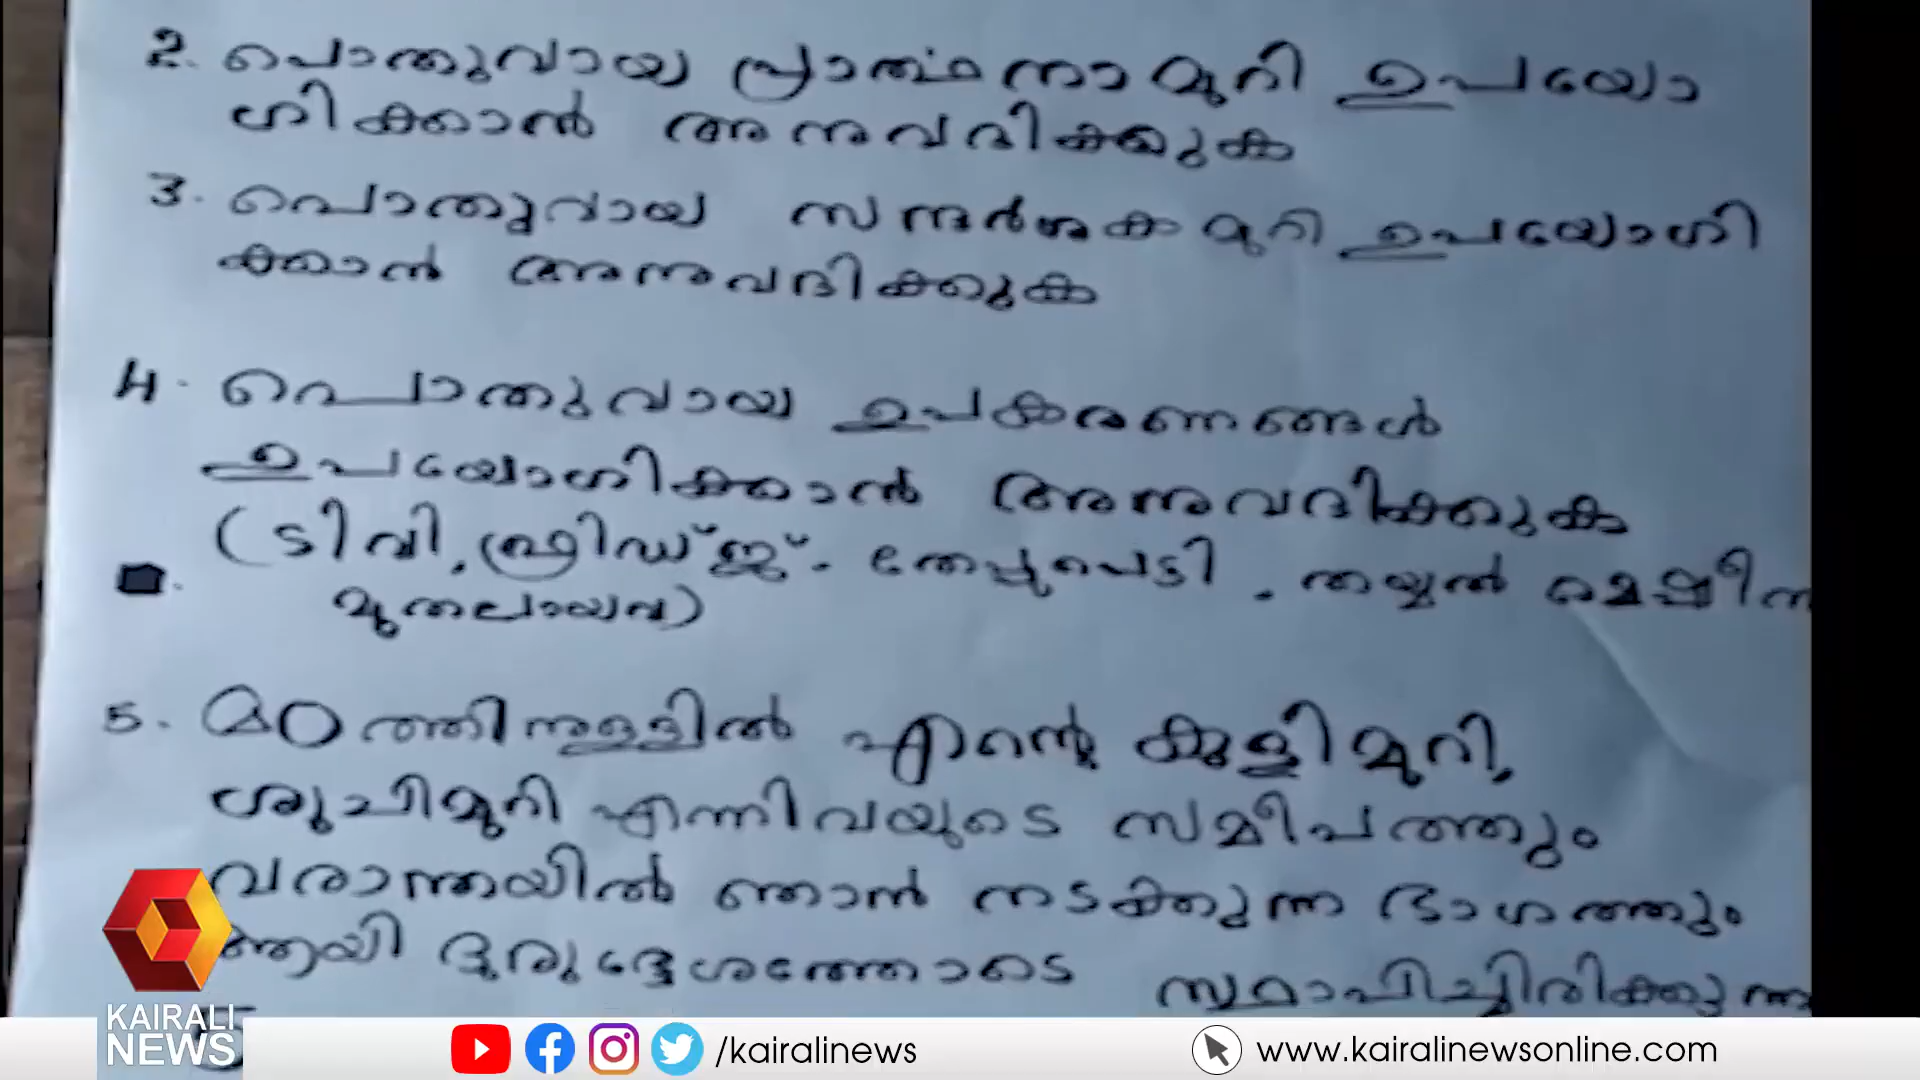 2. പൊതുവായ പ്രാര്‍ത്ഥനാമുറി ഉപയോ
ഗിക്കാൻ അനുവദിക്കുക
3. പൊതുവായ സന്ദർശകമുറി ഉപയോഗി
ക്കാൻ അനുവദിക്കുക
4. പൊതുവായ ഉപകരണങ്ങൾ
ഉപയോഗിക്കാൻ അനുവദിക്കുക
(ടിവി, ഫ്രിഡ്ജ്. തേപ്പുപെട്ടി. തയ്യൽ മെഷീന
മുതലായവ)
5. മഠത്തിനുള്ളിൽ എന്റെ കുളിമുറി,
ശുചിമുറി എന്നിവയുടെ സമീപത്തും
വരാന്തയിൽ ഞാൻ നടക്കുന്ന ഭാഗത്തും
ദുരുദ്ദേശത്തോടെ സ്ഥാപിച്ചിരിക്കുന്ന
KAIRALI
NEWS
/kairalinews
www.kairalinewsonline.com